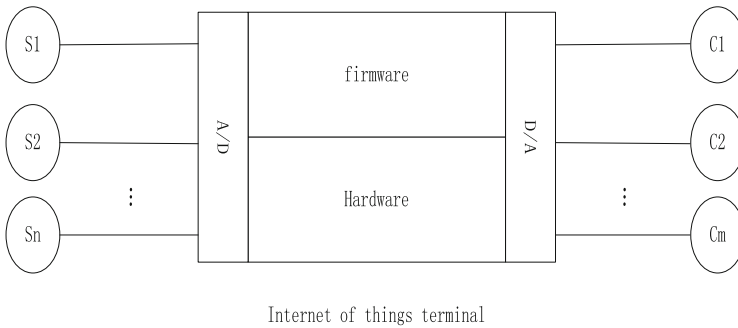 S1
C1
firmware
S2
A/D
D/A
C2
⋮
⋮
Hardware
Sn
Cm
Internet of things terminal